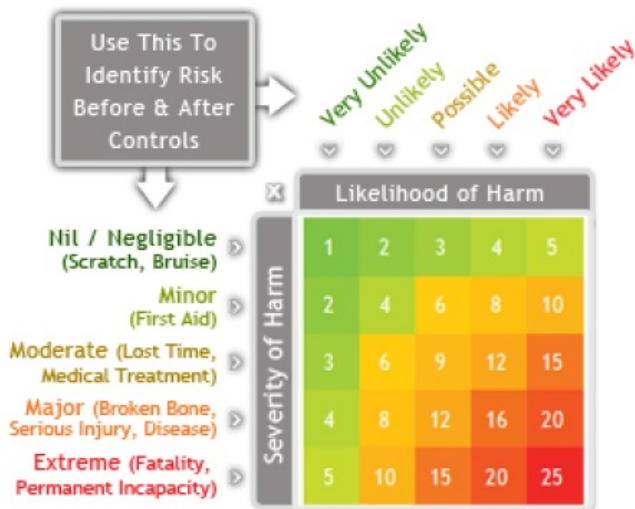 Use This To
Identify Risk
Before & After
Controls
Very Unlikely
Unlikely
Possible
Likely
Very Likely
x
Likelihood of Harm
Severity of Harm
Nil / Negligible
(Scratch, Bruise)
1 2 3 4 5
Minor
(First Aid)
2 4 6 8 10
Moderate (Lost Time,
Medical Treatment)
3 6 9 12 15
Major (Broken Bone,
Serious Injury, Disease)
4 8 12 16 20
Extreme (Fatality,
Permanent Incapacity)
5 10 15 20 25